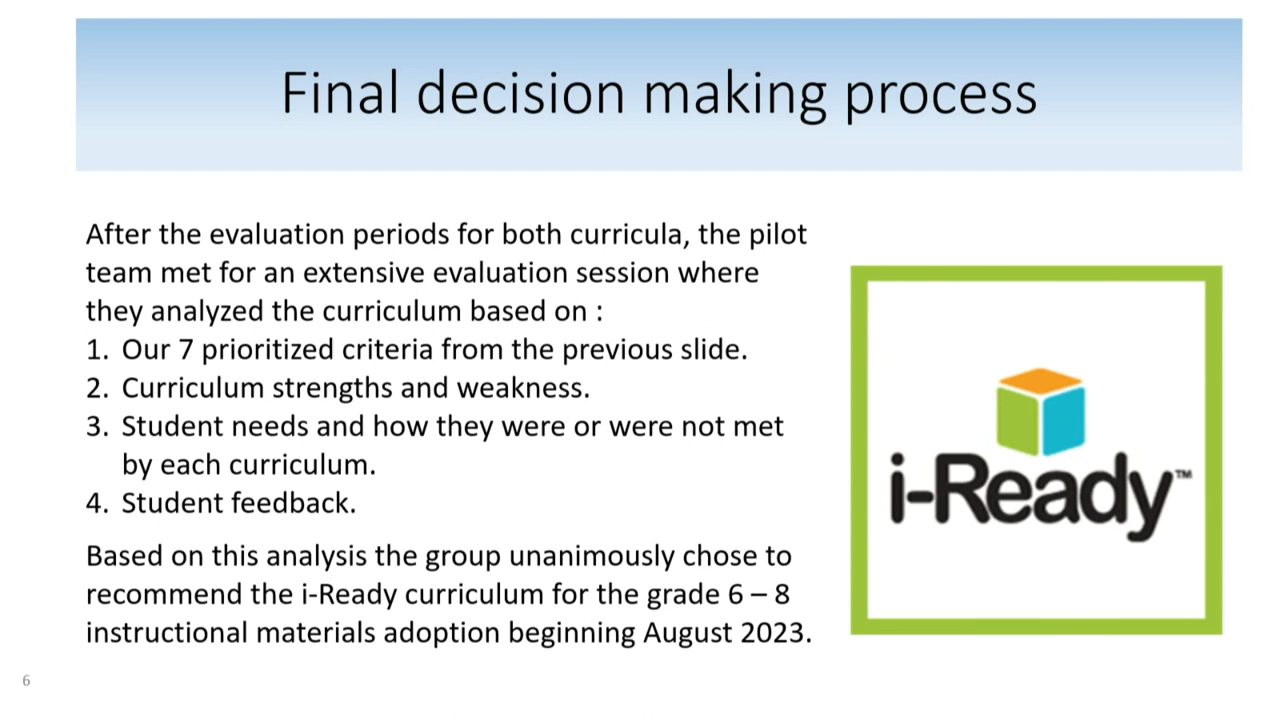 Final decision making process
After the evaluation periods for both curricula, the pilot
team met for an extensive evaluation session where
they analyzed the curriculum based on :
1. Our 7 prioritized criteria from the previous slide.
2. Curriculum strengths and weakness.
3. Student needs and how they were or were not met
by each curriculum.
4. Student feedback.
Based on this analysis the group unanimously chose to
recommend the i-Ready curriculum for the grade 6 – 8
instructional materials adoption beginning August 2023.
i-Ready™
6